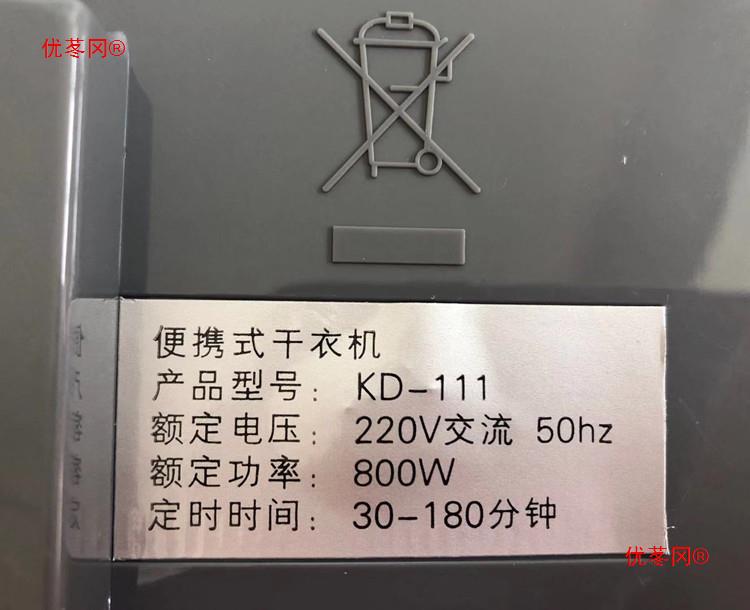 优苳冈®
便携式干衣机
产品型号: KD-111
额定电压: 220V交流 50hz
额定功率: 800W
定时时间: 30-180分钟
优苳冈®